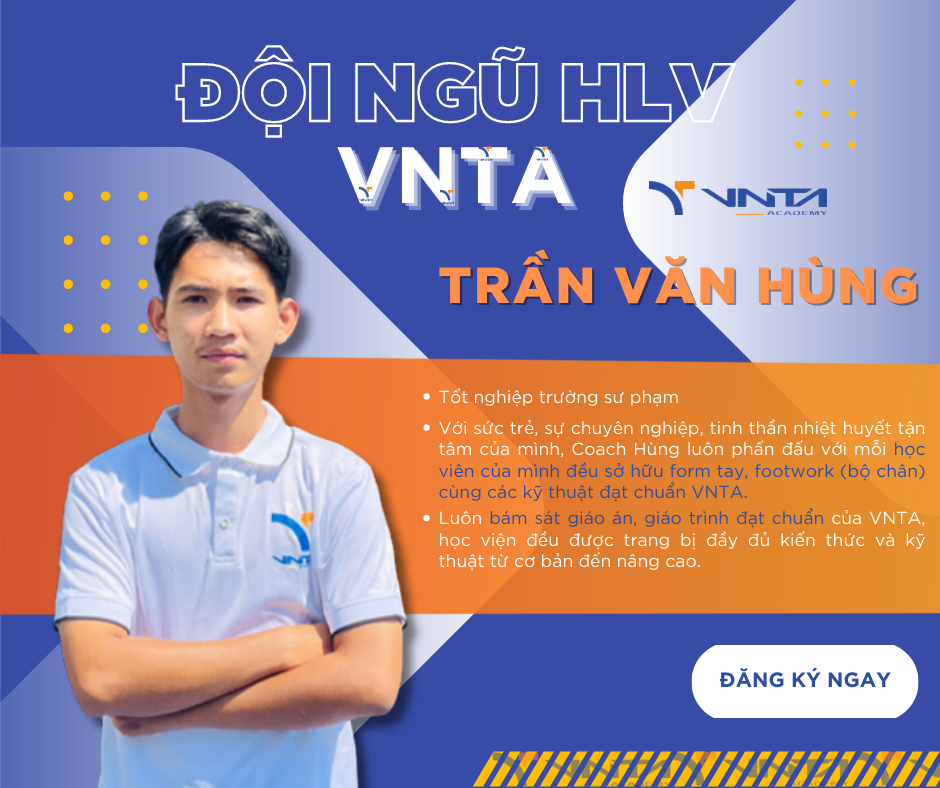 ĐỘI NGŨ HLV
VNTA
VNTA
ACADEMY
TRẦN VĂN HÙNG
Tốt nghiệp trường sư phạm
Với sức trẻ, sự chuyên nghiệp, tinh thần nhiệt huyết tận
tâm của mình, Coach Hùng luôn phấn đấu với mỗi học
viên của mình đều sở hữu form tay, footwork (bộ chân)
cùng các kỹ thuật đạt chuẩn VNTA.
Luôn bám sát giáo án, giáo trình đạt chuẩn của VNTA,
học viện đều được trang bị đầy đủ kiến thức và kỹ
thuật từ cơ bản đến nâng cao.
VNTA
ĐĂNG KÝ NGAY